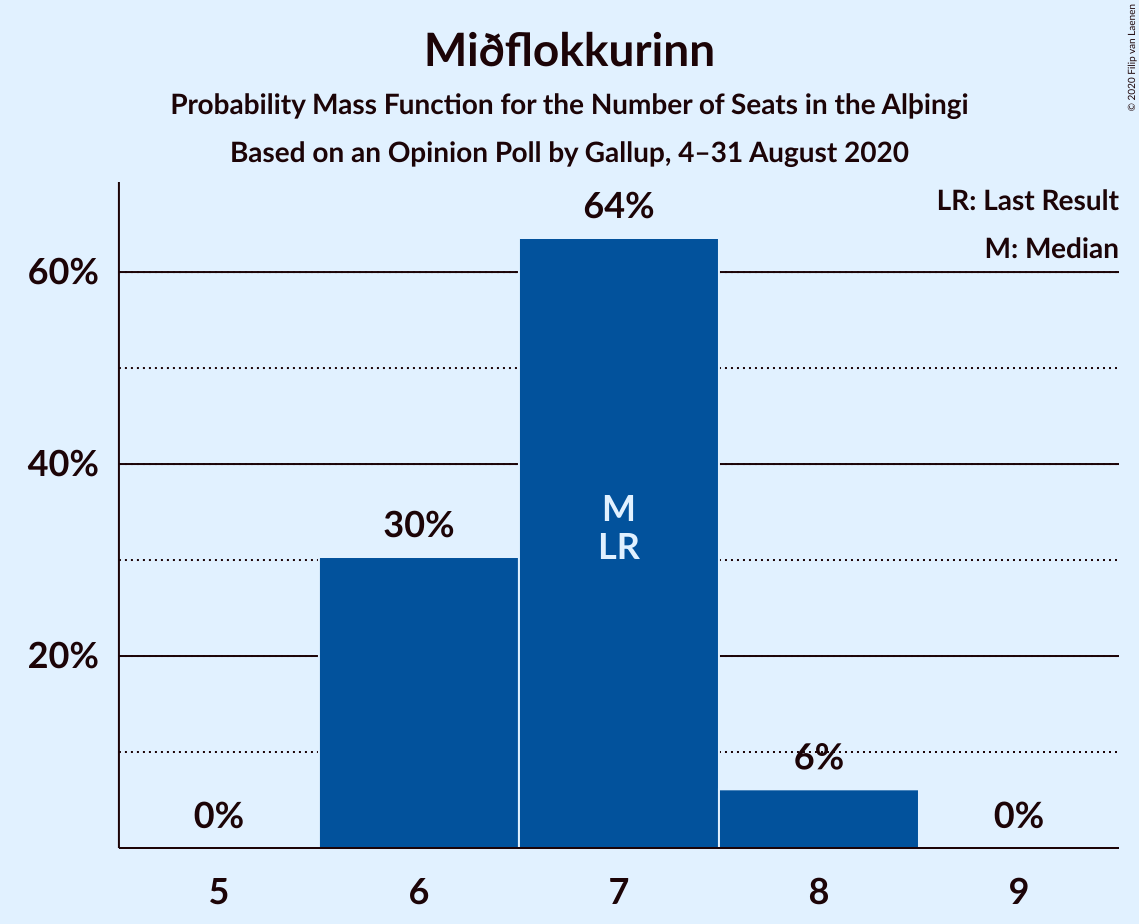 Miðflokkurinn
Probability Mass Function for the Number of Seats in the Alþingi
Based on an Opinion Poll by Gallup, 4–31 August 2020
© 2020 Filip van Laenen
LR: Last Result
M: Median
64%
60%
40%
30%
M
LR
20%
6%
0%
0%
5
6
7
8
9